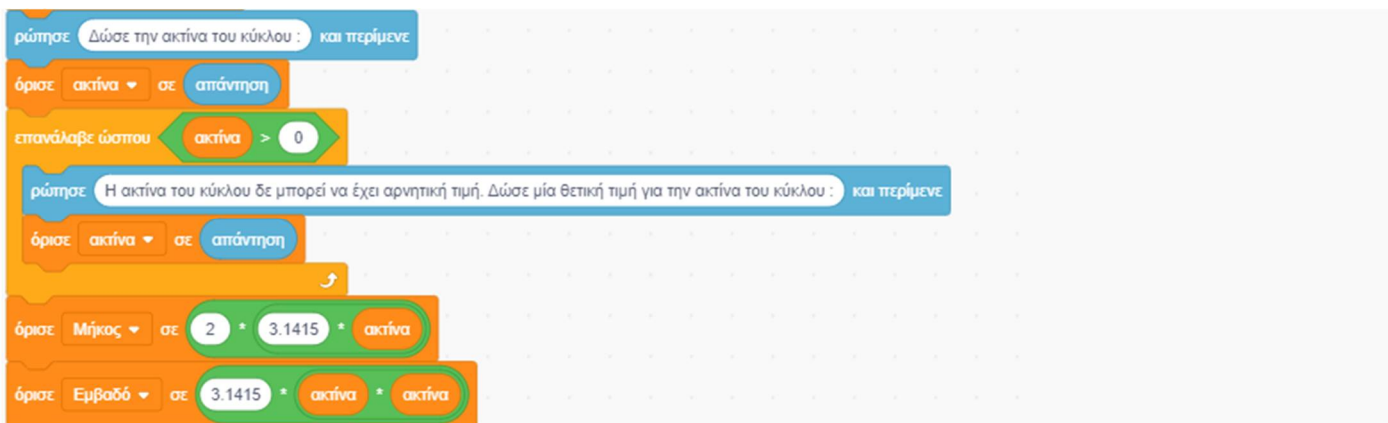 ρώτησε Δώσε την ακτίνα του κύκλου : και περίμενε
όρισε ακτίνα σε απάντηση
επανάλαβε ώσπου ακτίνα > 0
ρώτησε Η ακτίνα του κύκλου δε μπορεί να έχει αρνητική τιμή. Δώσε μία θετική τιμή για την ακτίνα του κύκλου : και περίμενε
όρισε ακτίνα σε απάντηση
όρισε Μήκος σε 2 * 3.1415 * ακτίνα
όρισε Εμβαδό σε 3.1415 * ακτίνα * ακτίνα